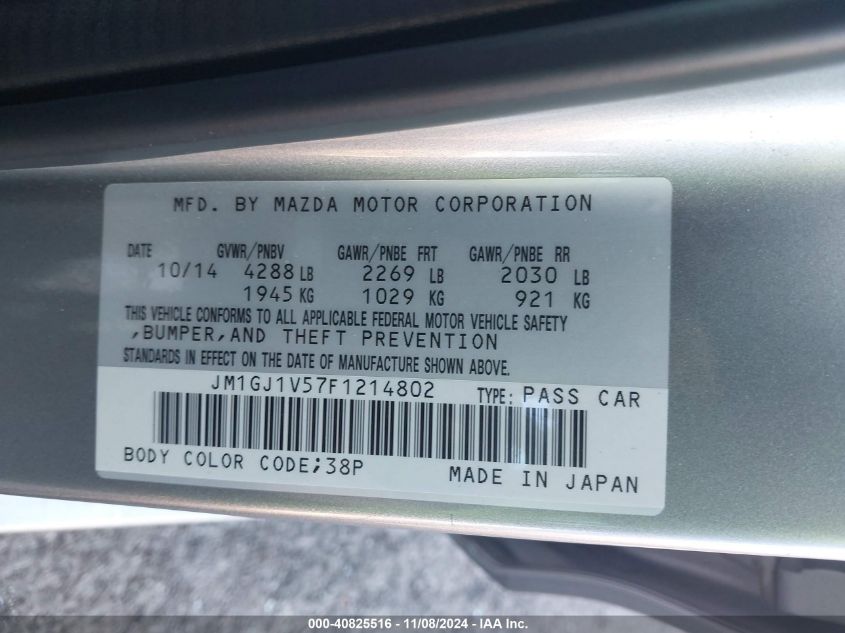 MFD. BY MAZDA MOTOR CORPORATION
DATE GVWR/PNBV GAWR/PNBE FRT GAWR/PNBE RR
10/14 4288 LB 2269 LB 2030 LB
1945 KG 1029 KG 921 KG
THIS VEHICLE CONFORMS TO ALL APPLICABLE FEDERAL MOTOR VEHICLE SAFETY
,BUMPER,AND THEFT PREVENTION
STANDARDS IN EFFECT ON THE DATE OF MANUFACTURE SHOWN ABOVE.
JM1GJ1V57F1214802 TYPE: PASS CAR
BODY COLOR CODE;38P MADE IN JAPAN
000-40825516 - 11/08/2024 - IAAI.com